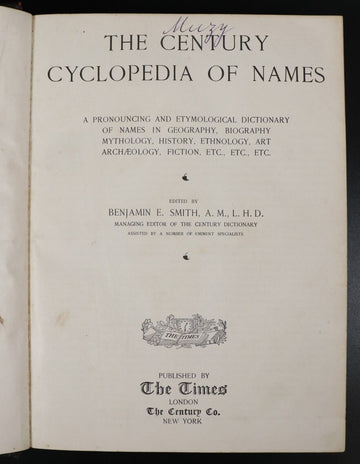 Muzy
THE CENTURY
CYCLOPEDIA OF NAMES
A PRONOUNCING AND ETYMOLOGICAL DICTIONARY
OF NAMES IN GEOGRAPHY, BIOGRAPHY
MYTHOLOGY, HISTORY, ETHNOLOGY, ART
ARCHÆOLOGY, FICTION, ETC., ETC., ETC.
EDITED BY
BENJAMIN E. SMITH, A. M., L. H. D.
MANAGING EDITOR OF THE CENTURY DICTIONARY
ASSISTED BY A NUMBER OF EMINENT SPECIALISTS
THE TIMES
PUBLISHED BY
The Times
LONDON
The Century Co.
NEW YORK